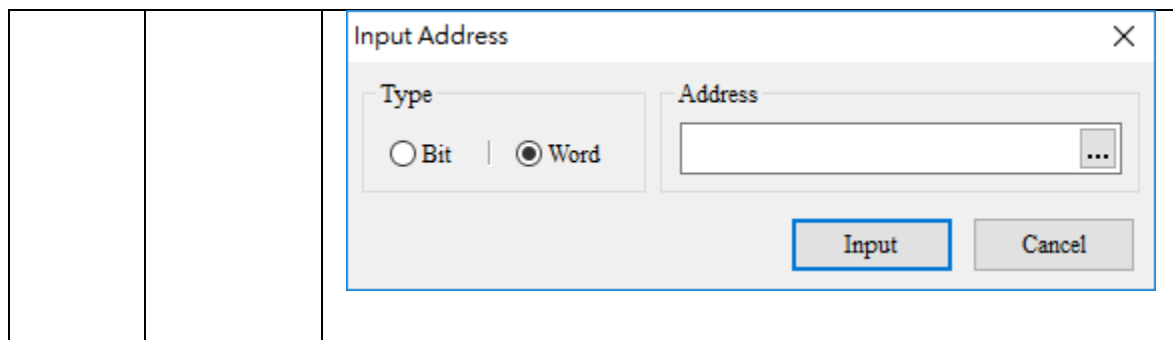 Input Address
Type
Address
Bit
Word
...
Input
Cancel